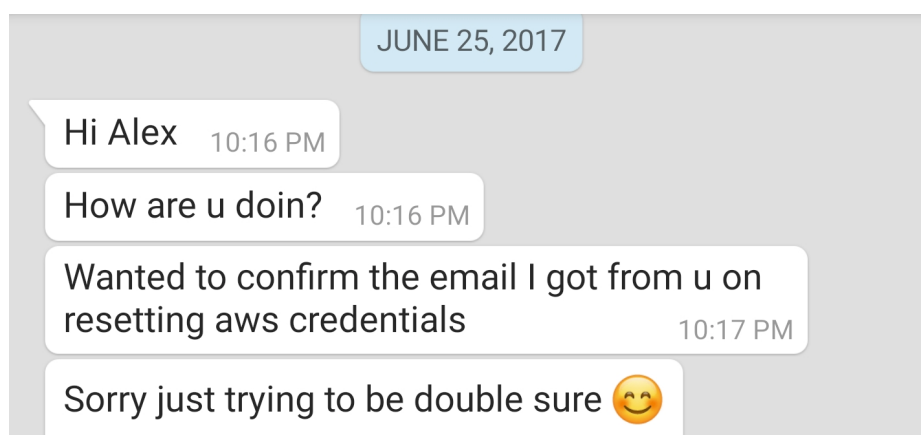 JUNE 25, 2017
Hi Alex 10:16 PM
How are u doin? 10:16 PM
Wanted to confirm the email I got from u on
resetting aws credentials 10:17 PM
Sorry just trying to be double sure 😊